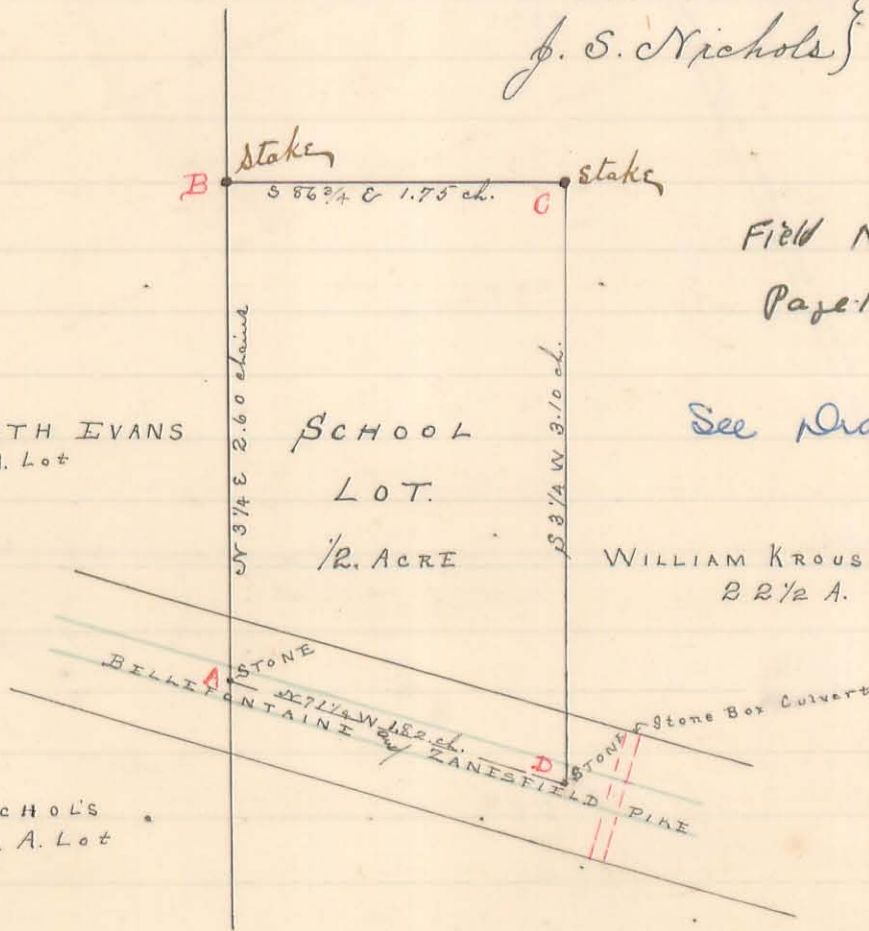 J. S. Nichols}
Stake
B
S 86 3/4 E 1.75 ch.
C
Stake
Field
Page
See
N 3 1/4 E 2.60 chains
S 3 1/4 W 3.10 ch.
TH EVANS
Lot
SCHOOL
LOT.
1/2. ACRE
WILLIAM KROUS
22 1/2 A.
A
STONE
N 71 1/4 W 1.82 ch.
BELLEFONTAINE and ZANESFIELD PIKE
D
STONE
Stone Box Culvert
CHOL'S
A. Lot